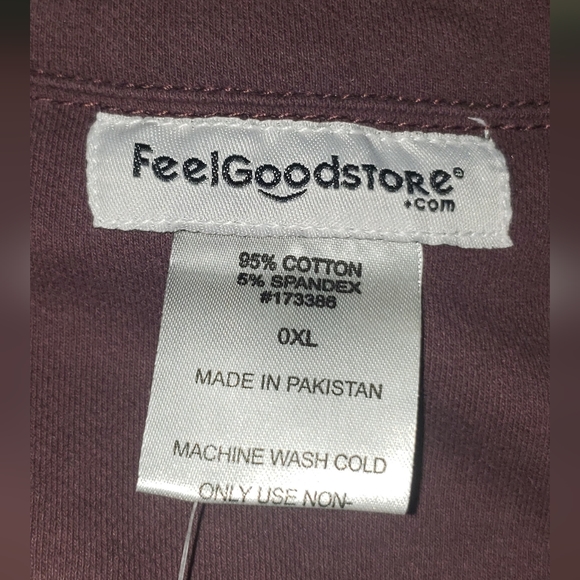 FeelGoodSTORE®
.com
95% COTTON
5% SPANDEX
#173386
0XL
MADE IN PAKISTAN
MACHINE WASH COLD
ONLY USE NON-